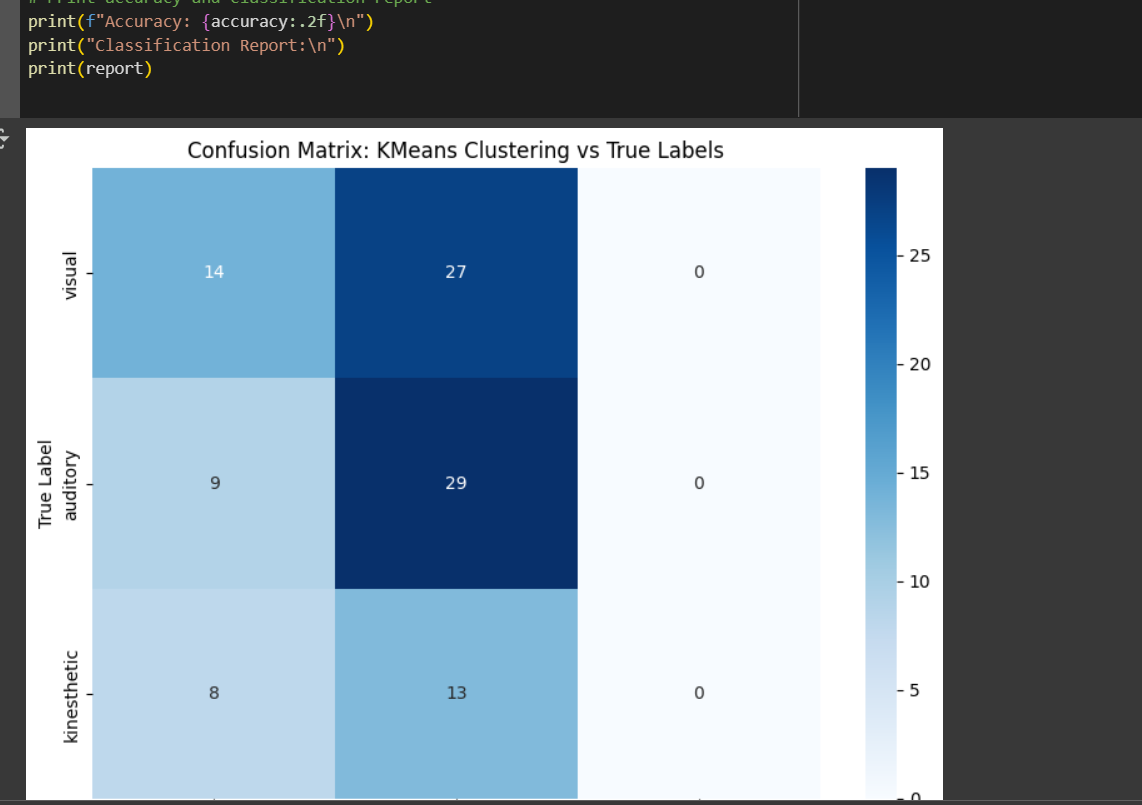 # Print accuracy and classification report
print(f"Accuracy: {accuracy:.2f}\n")
print("Classification Report:\n")
print(report)
Confusion Matrix: KMeans Clustering vs True Labels
visual
14
27
0
auditory
9
29
0
kinesthetic
8
13
0
True Label
25
20
15
10
5
0